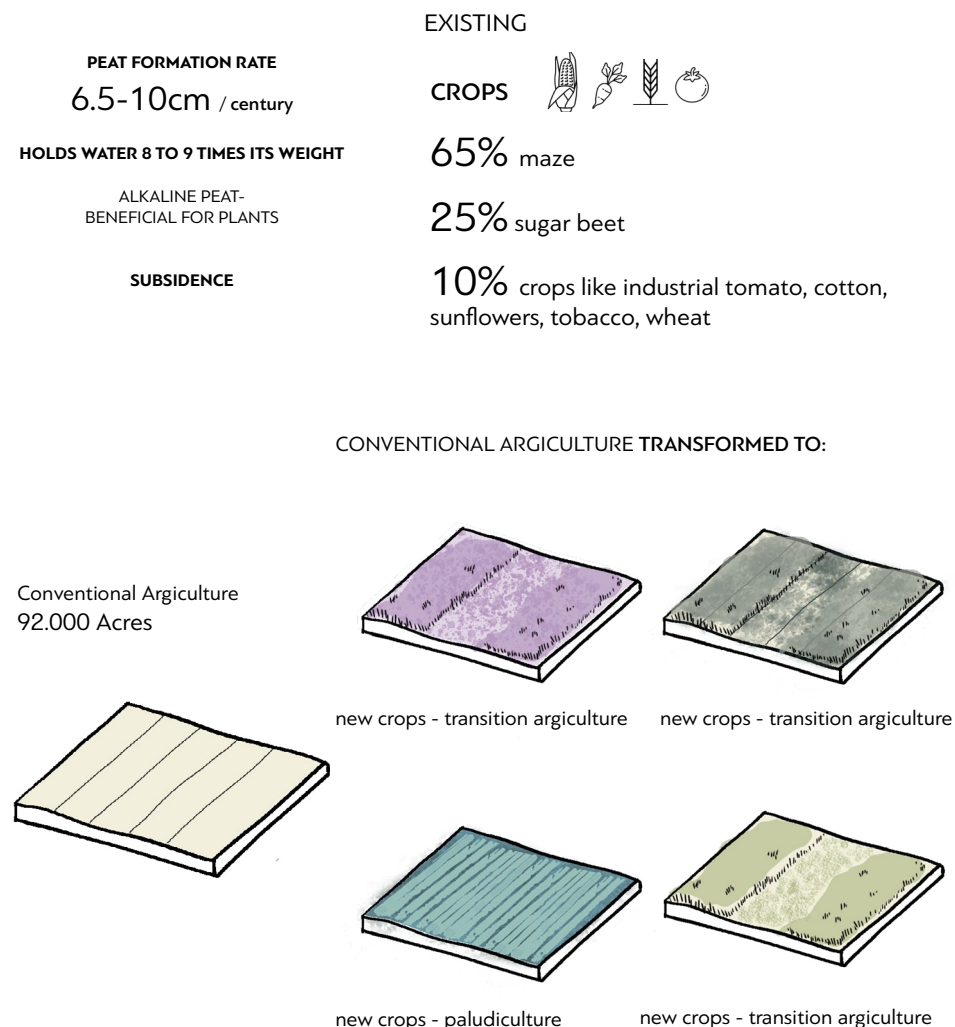 EXISTING
PEAT FORMATION RATE
6.5-10cm / century
HOLDS WATER 8 TO 9 TIMES ITS WEIGHT
ALKALINE PEAT-
BENEFICIAL FOR PLANTS
SUBSIDENCE
CROPS
65% maze
25% sugar beet
10% crops like industrial tomato, cotton,
sunflowers, tobacco, wheat
CONVENTIONAL ARGICULTURE TRANSFORMED TO:
Conventional Argiculture
92.000 Acres
new crops - transition argiculture
new crops - transition argiculture
new crops - paludiculture
new crops - transition argiculture